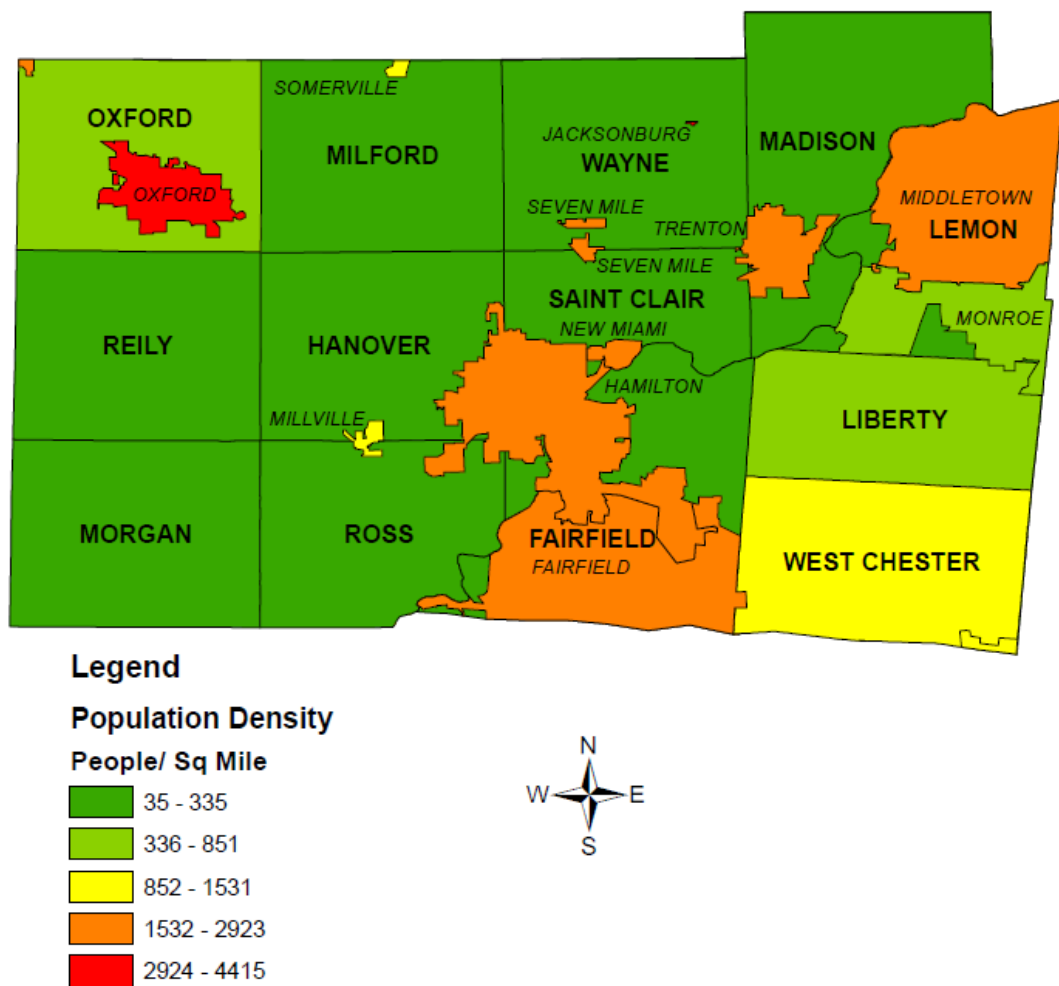 SOMERVILLE
OXFORD
MILFORD
JACKSONBURG
WAYNE
MADISON
OXFORD
SEVEN MILE
TRENTON
MIDDLETOWN
LEMON
SEVEN MILE
SAINT CLAIR
NEW MIAMI
MONROE
REILY
HANOVER
HAMILTON
MILLVILLE
LIBERTY
MORGAN
ROSS
FAIRFIELD
FAIRFIELD
WEST CHESTER
Legend
Population Density
People/ Sq Mile
35 - 335
336 - 851
852 - 1531
1532 - 2923
2924 - 4415
N
W E
S